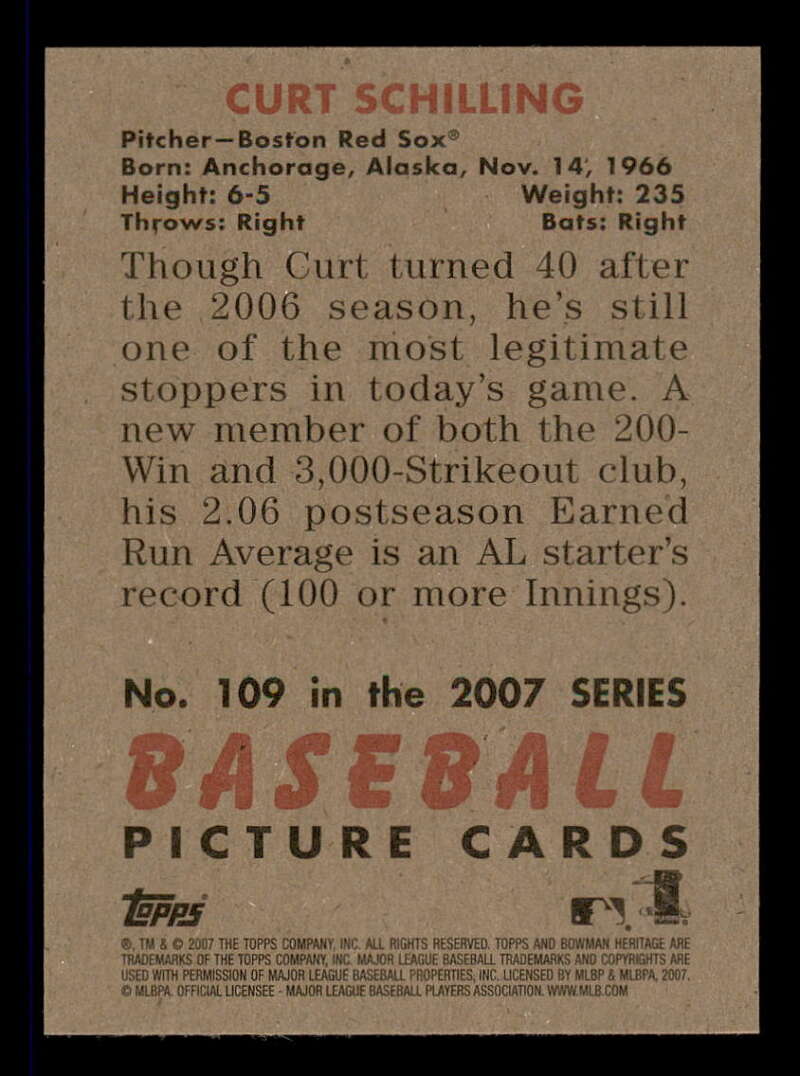 CURT SCHILLING
Pitcher—Boston Red Sox®
Born: Anchorage, Alaska, Nov. 14, 1966
Height: 6-5 Weight: 235
Throws: Right Bats: Right
Though Curt turned 40 after
the 2006 season, he's still
one of the most legitimate
stoppers in today's game. A
new member of both the 200-
Win and 3,000-Strikeout club,
his 2.06 postseason Earned
Run Average is an AL starter's
record (100 or more Innings).
No. 109 in the 2007 SERIES
BASEBALL
PICTURE CARDS
Topps
®, TM & © 2007 THE TOPPS COMPANY, INC. ALL RIGHTS RESERVED. TOPPS AND BOWMAN HERITAGE ARE
TRADEMARKS OF THE TOPPS COMPANY, INC. MAJOR LEAGUE BASEBALL TRADEMARKS AND COPYRIGHTS ARE
USED WITH PERMISSION OF MAJOR LEAGUE BASEBALL PROPERTIES, INC. LICENSED BY MLBP & MLBPA, 2007.
© MLBPA. OFFICIAL LICENSEE - MAJOR LEAGUE BASEBALL PLAYERS ASSOCIATION. WWW.MLB.COM